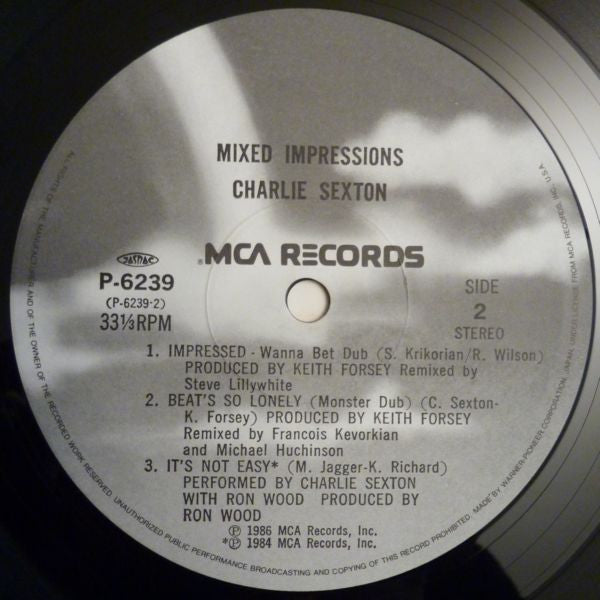 MIXED IMPRESSIONS
CHARLIE SEXTON
MCA RECORDS
JASRAC
P-6239
(P-6239-2)
33⅓RPM
SIDE
2
STEREO
1. IMPRESSED - Wanna Bet Dub (S. Krikorian/R. Wilson)
PRODUCED BY KEITH FORSEY Remixed by
Steve Lillywhite
2. BEAT'S SO LONELY (Monster Dub) (C. Sexton-
K. Forsey) PRODUCED BY KEITH FORSEY
Remixed by Francois Kevorkian
and Michael Huchinson
3. IT'S NOT EASY* (M. Jagger-K. Richard)
PERFORMED BY CHARLIE SEXTON
WITH RON WOOD PRODUCED BY
RON WOOD
Ⓟ 1986 MCA Records, Inc.
*Ⓟ 1984 MCA Records, Inc.
ALL RIGHTS OF THE MANUFACTURER AND OF THE OWNER OF THE RECORDED WORK RESERVED. UNAUTHORIZED PUBLIC PERFORMANCE BROADCASTING AND COPYING OF THIS RECORD PROHIBITED. MADE BY WARNER-PIONEER CORPORATION, JAPAN, UNDER LICENSE FROM MCA RECORDS, INC. U.S.A.